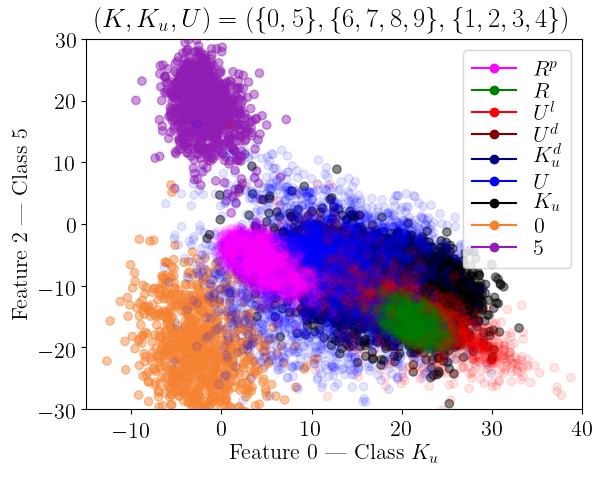 (K, K_u, U) = ({0, 5}, {6, 7, 8, 9}, {1, 2, 3, 4})
30
20
10
0
−10
−20
−30
Feature 2 — Class 5
−10
0
10
20
30
40
Feature 0 — Class K_u
R^p
R
U^l
U^d
K_u^d
U
K_u
0
5